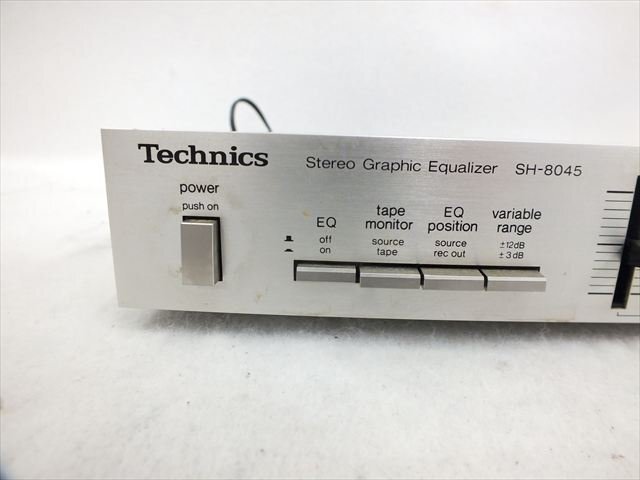 Technics Stereo Graphic Equalizer SH-8045
power
push on
EQ
off
on
tape
monitor
source
tape
EQ
position
source
rec out
variable
range
±12dB
±3dB